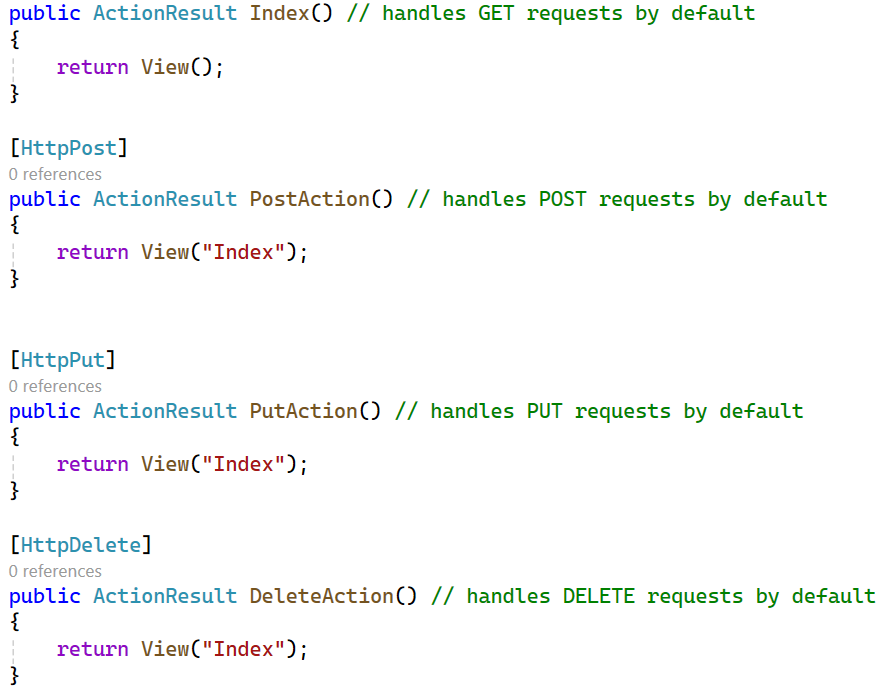 public ActionResult Index() // handles GET requests by default
{
    return View();
}
[HttpPost]
0 references
public ActionResult PostAction() // handles POST requests by default
{
    return View("Index");
}
[HttpPut]
0 references
public ActionResult PutAction() // handles PUT requests by default
{
    return View("Index");
}
[HttpDelete]
0 references
public ActionResult DeleteAction() // handles DELETE requests by default
{
    return View("Index");
}